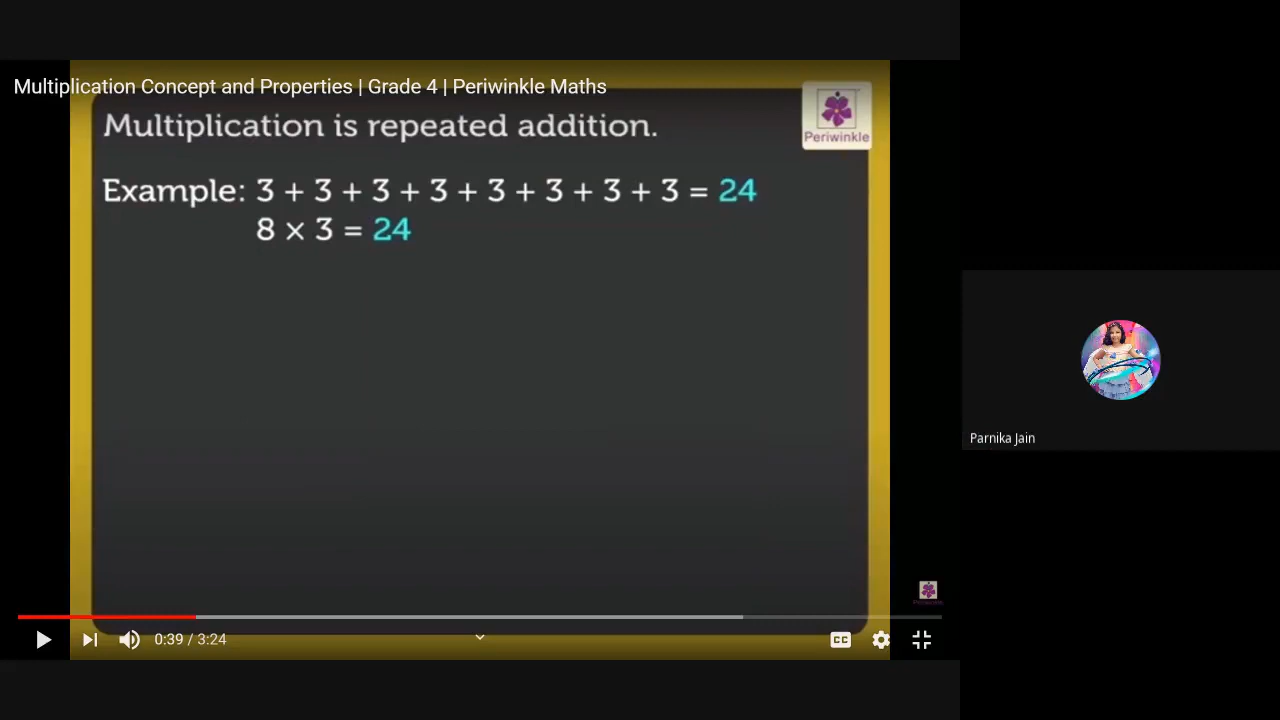 Multiplication Concept and Properties | Grade 4 | Periwinkle Maths
Multiplication is repeated addition.
Periwinkle
Example: 3 + 3 + 3 + 3 + 3 + 3 + 3 + 3 = 24
8 × 3 = 24
Parnika Jain
0:39 / 3:24
CC